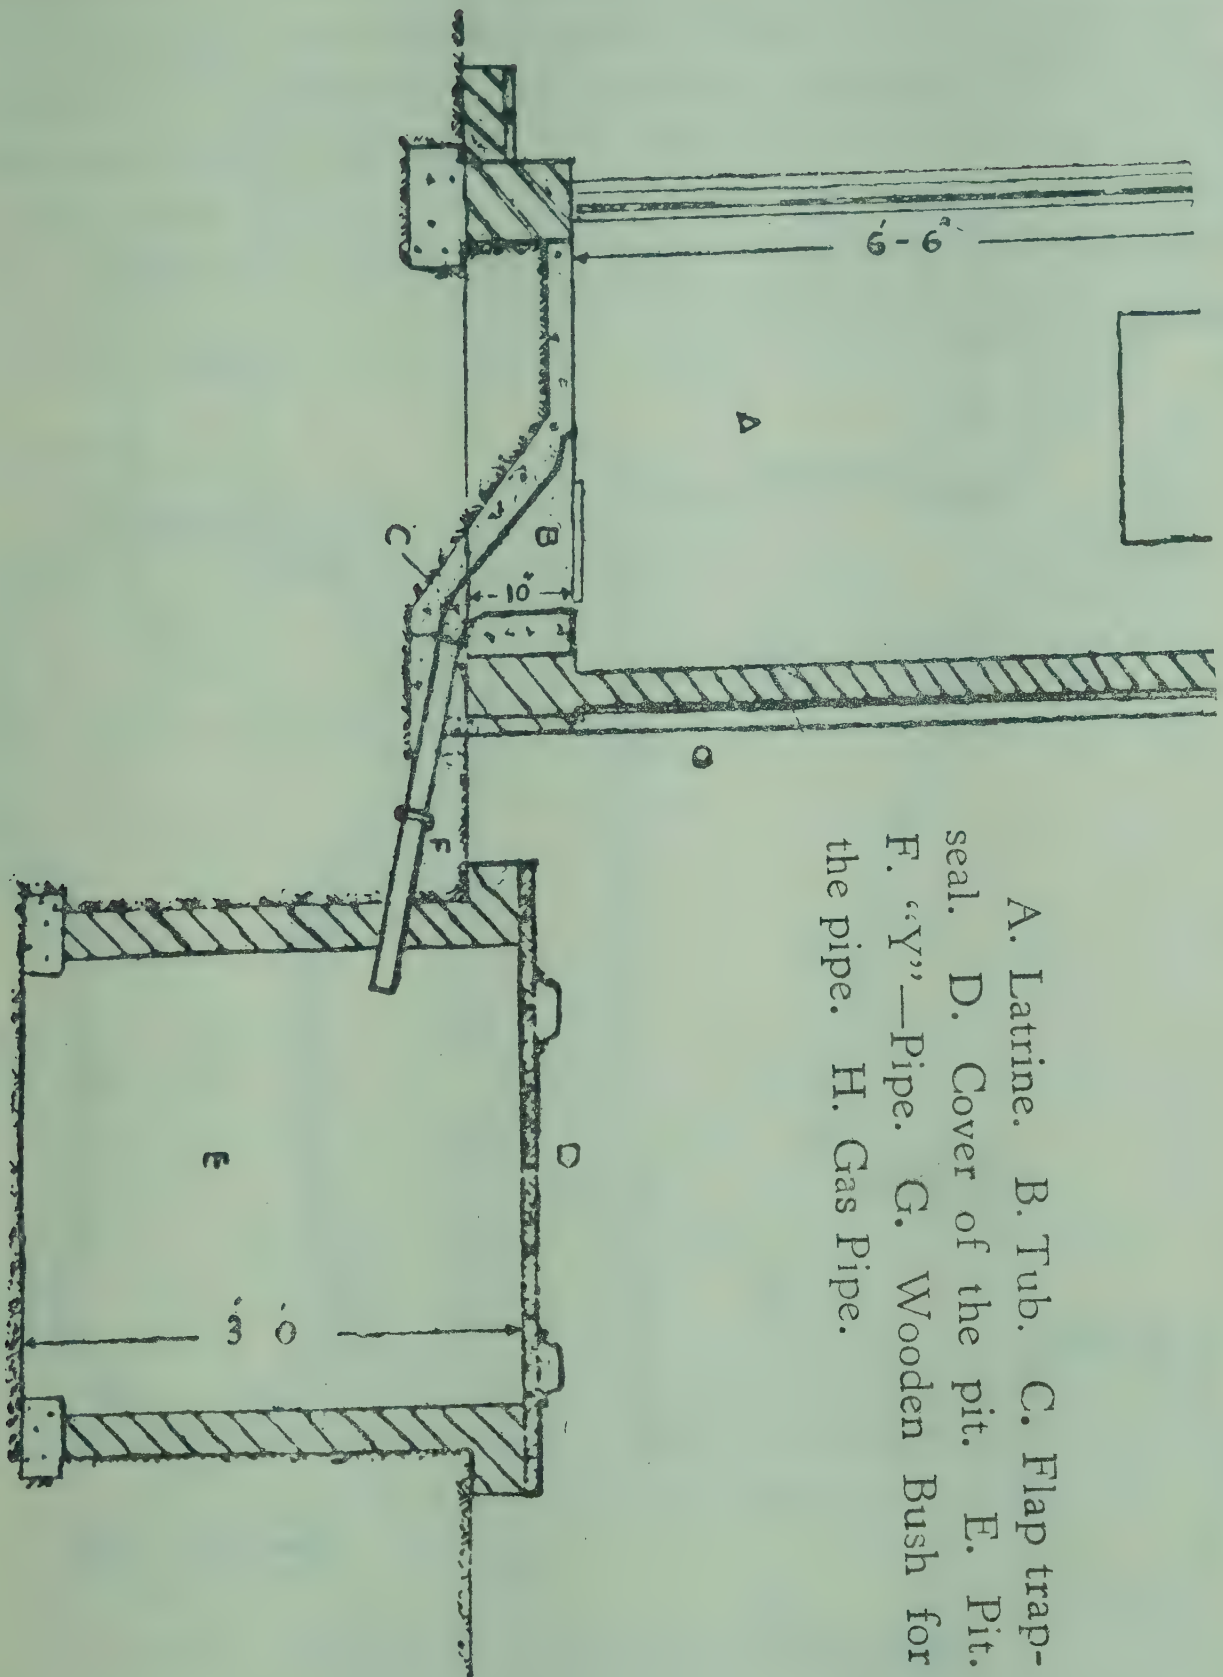 6'-6"
A
B
C
10"
O
F
D
E
3' 0'
A. Latrine. B. Tub. C. Flap trap-
seal. D. Cover of the pit. E. Pit.
F. “Y”—Pipe. G. Wooden Bush for
the pipe. H. Gas Pipe.